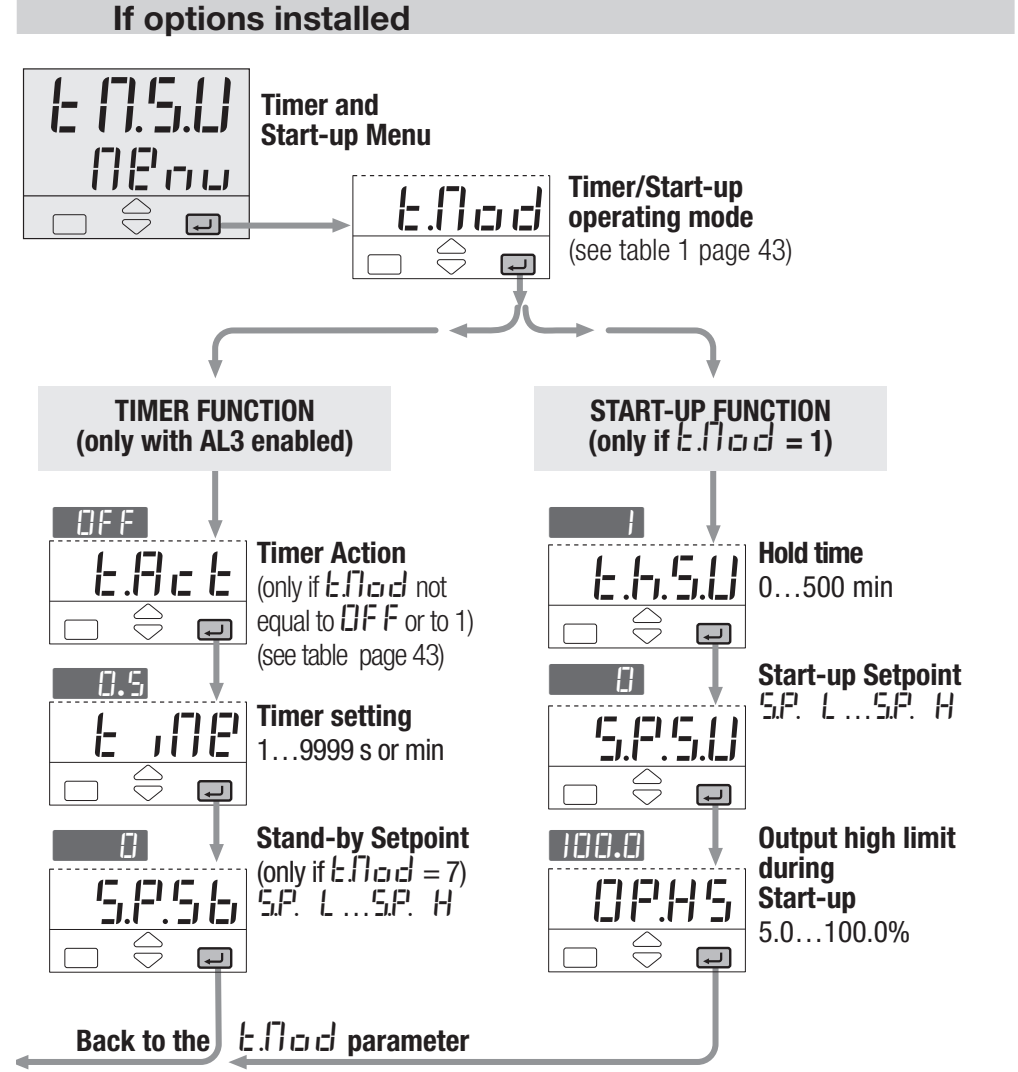 If options installed
t.M.S.U
Menu
Timer and
Start-up Menu
t.Mod
Timer/Start-up
operating mode
(see table 1 page 43)
TIMER FUNCTION
(only with AL3 enabled)
OFF
t.Act
Timer Action
(only if t.Mod not
equal to OFF or to 1)
(see table page 43)
0.5
time
Timer setting
1…9999 s or min
0
S.P.Sb
Stand-by Setpoint
(only if t.Mod = 7)
S.P. L …S.P. H
START-UP FUNCTION
(only if t.Mod = 1)
1
t.h.S.U
Hold time
0…500 min
0
S.P.S.U
Start-up Setpoint
S.P. L …S.P. H
100.0
OP.HS
Output high limit
during
Start-up
5.0…100.0%
Back to the t.Mod parameter